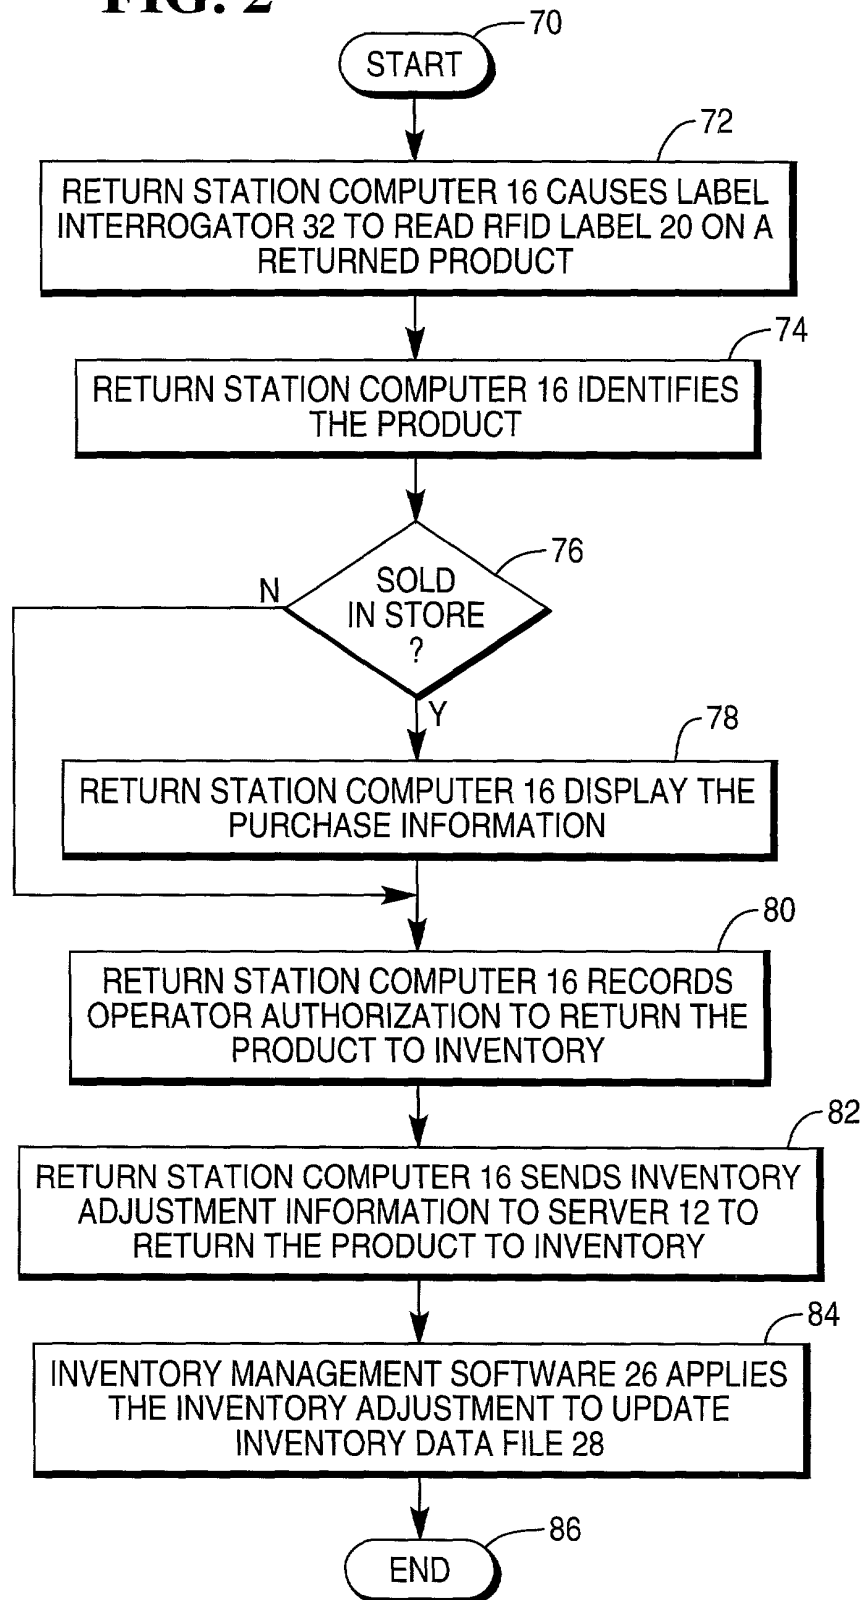 FIG. 2
70
START
72
RETURN STATION COMPUTER 16 CAUSES LABEL
INTERROGATOR 32 TO READ RFID LABEL 20 ON A
RETURNED PRODUCT
74
RETURN STATION COMPUTER 16 IDENTIFIES
THE PRODUCT
76
SOLD
IN STORE
?
N
Y
78
RETURN STATION COMPUTER 16 DISPLAY THE
PURCHASE INFORMATION
80
RETURN STATION COMPUTER 16 RECORDS
OPERATOR AUTHORIZATION TO RETURN THE
PRODUCT TO INVENTORY
82
RETURN STATION COMPUTER 16 SENDS INVENTORY
ADJUSTMENT INFORMATION TO SERVER 12 TO
RETURN THE PRODUCT TO INVENTORY
84
INVENTORY MANAGEMENT SOFTWARE 26 APPLIES
THE INVENTORY ADJUSTMENT TO UPDATE
INVENTORY DATA FILE 28
86
END